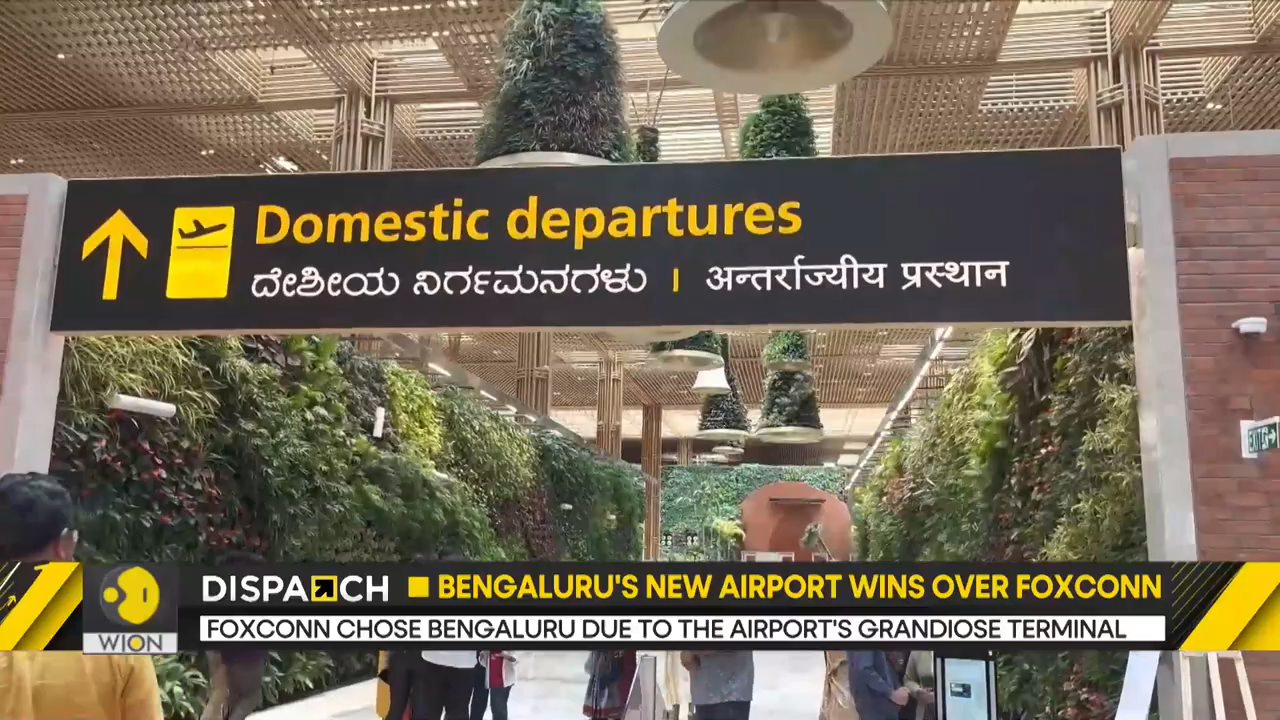 Domestic departures
ದೇಶೀಯ ನಿರ್ಗಮನಗಳು | अन्तर्राज्यीय प्रस्थान
EXIT
DISPATCH BENGALURU'S NEW AIRPORT WINS OVER FOXCONN
WION FOXCONN CHOSE BENGALURU DUE TO THE AIRPORT'S GRANDIOSE TERMINAL